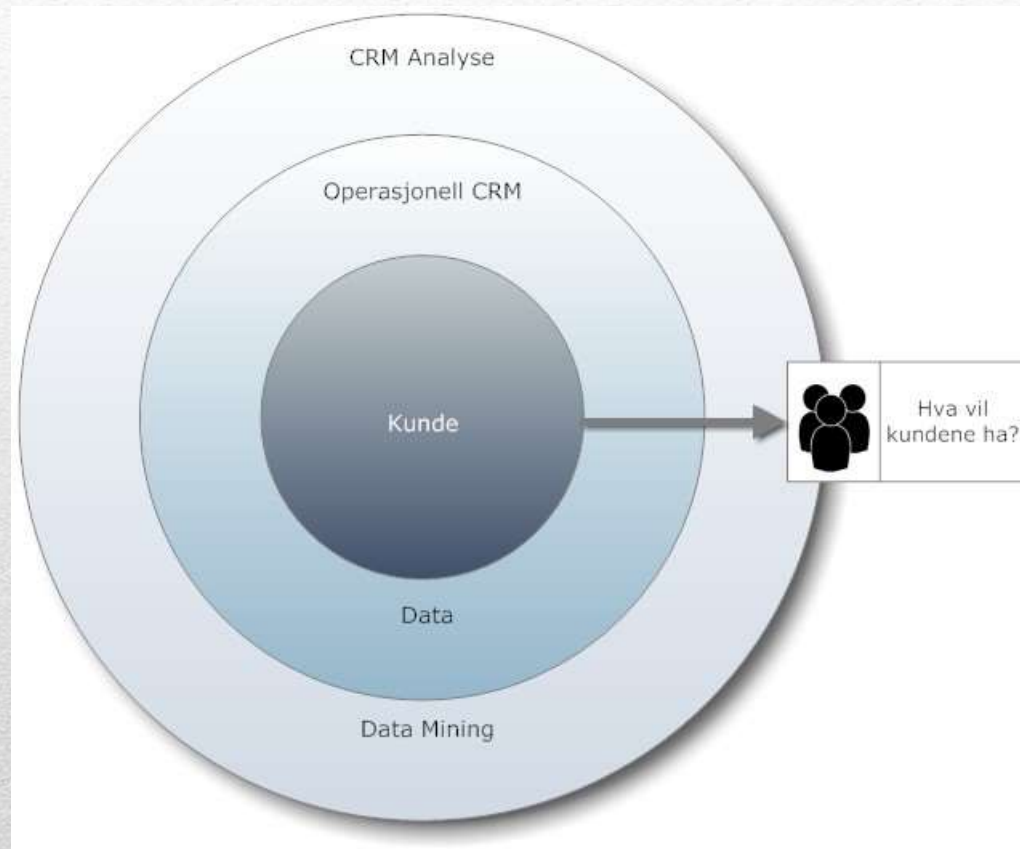 CRM Analyse
Operasjonell CRM
Kunde
Hva vil
kundene ha?
Data
Data Mining